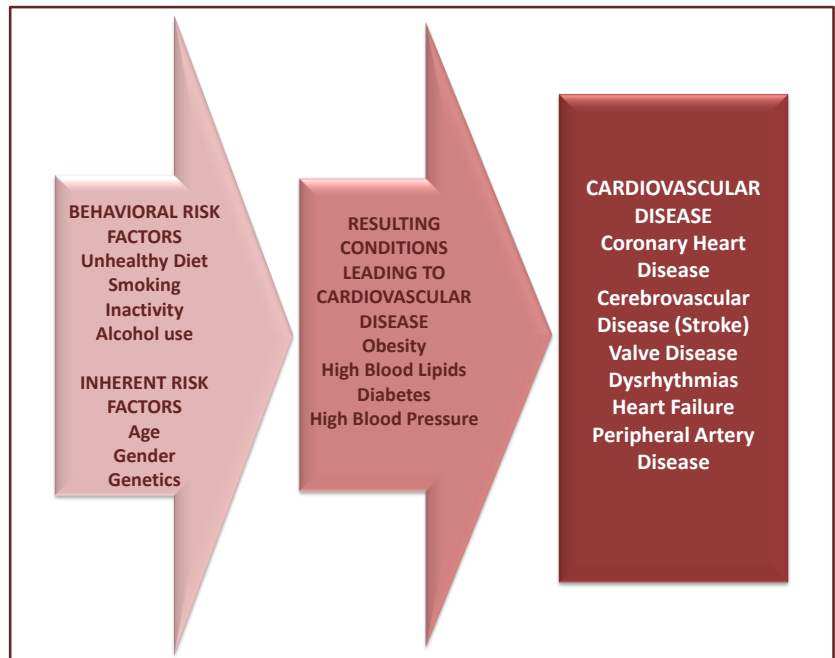 BEHAVIORAL RISK
FACTORS
Unhealthy Diet
Smoking
Inactivity
Alcohol use
INHERENT RISK
FACTORS
Age
Gender
Genetics
RESULTING
CONDITIONS
LEADING TO
CARDIOVASCULAR
DISEASE
Obesity
High Blood Lipids
Diabetes
High Blood Pressure
CARDIOVASCULAR
DISEASE
Coronary Heart
Disease
Cerebrovascular
Disease (Stroke)
Valve Disease
Dysrhythmias
Heart Failure
Peripheral Artery
Disease